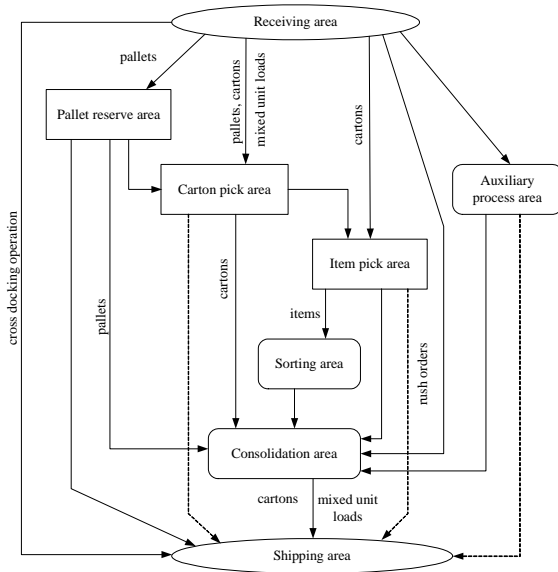 Receiving area
pallets
Pallet reserve area
pallets, cartons
mixed unit loads
cartons
Carton pick area
Auxiliary
process area
Item pick area
cross docking operation
pallets
cartons
items
rush orders
Sorting area
Consolidation area
cartons
mixed unit
loads
Shipping area